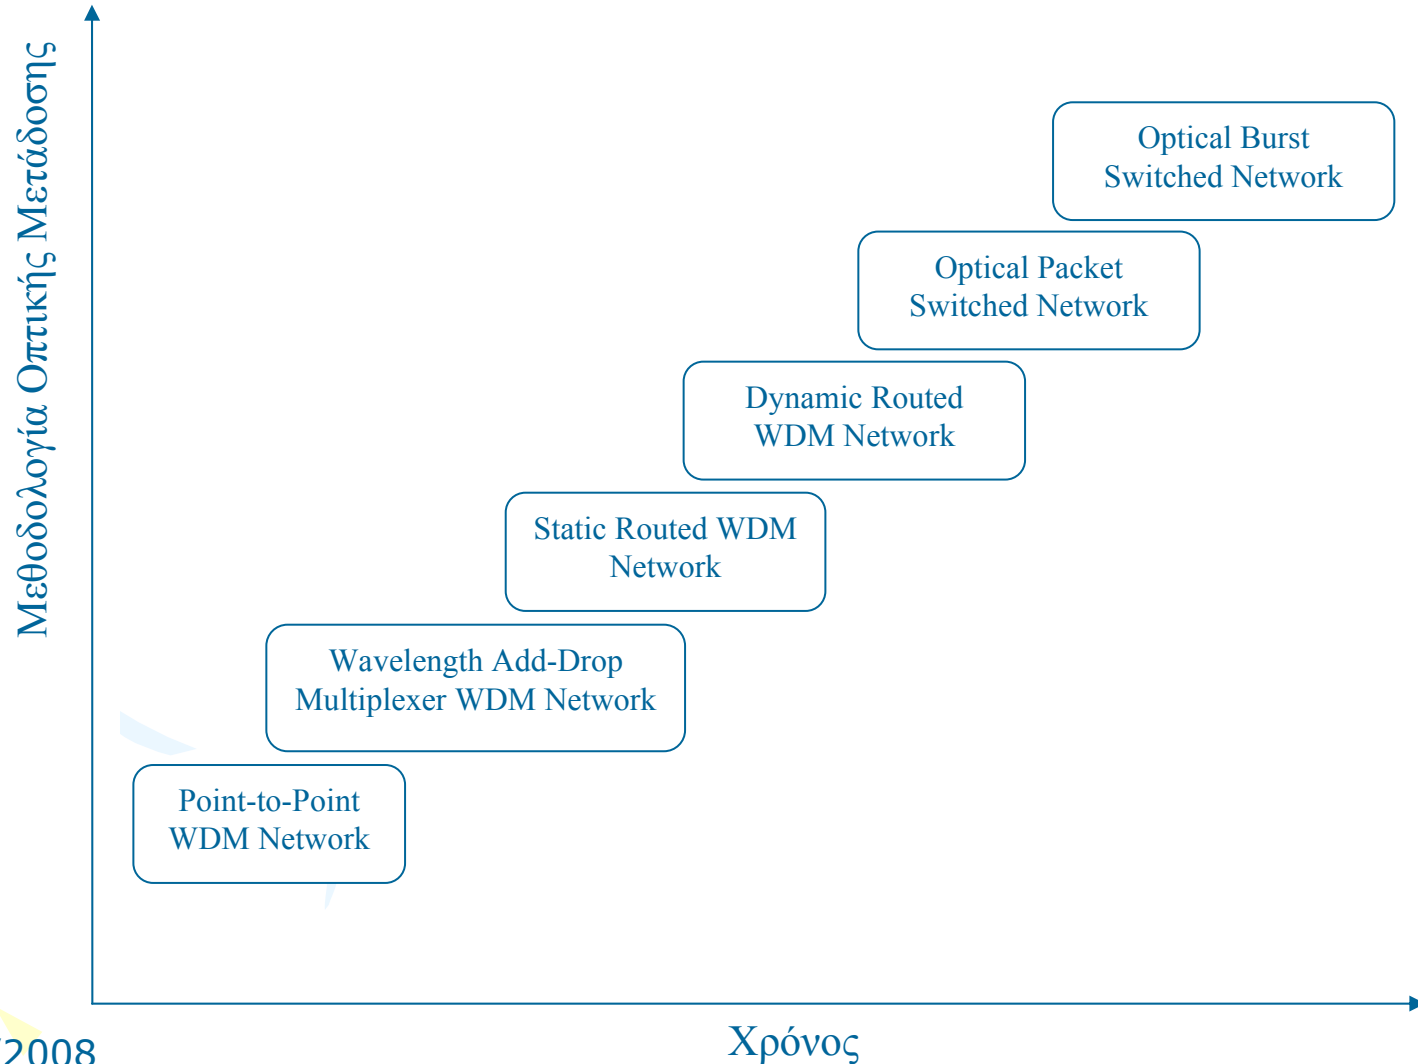 Μεθοδολογία Οπτικής Μετάδοσης
Optical Burst
Switched Network
Optical Packet
Switched Network
Dynamic Routed
WDM Network
Static Routed WDM
Network
Wavelength Add-Drop
Multiplexer WDM Network
Point-to-Point
WDM Network
Χρόνος
/2008